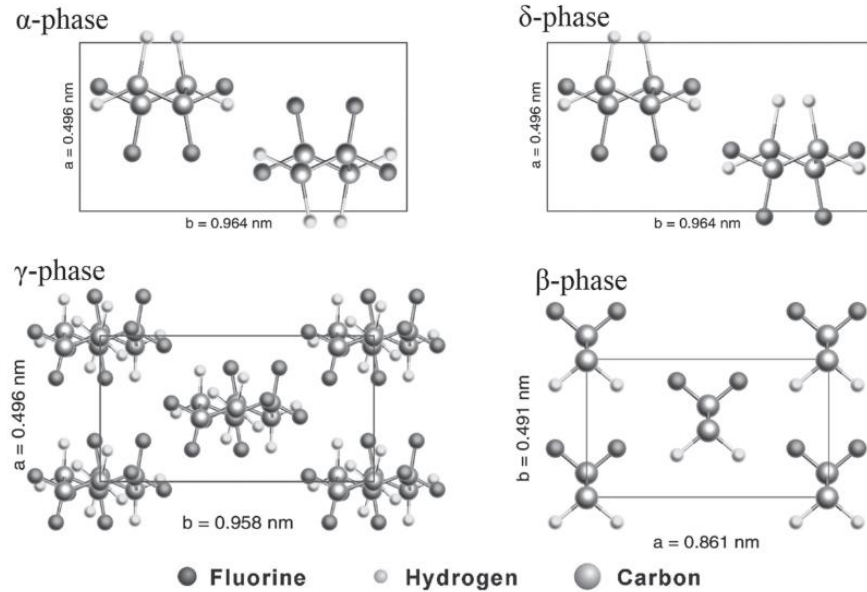 α-phase
δ-phase
a = 0.496 nm
b = 0.964 nm
a = 0.496 nm
b = 0.964 nm
γ-phase
β-phase
a = 0.496 nm
b = 0.958 nm
b = 0.491 nm
a = 0.861 nm
Fluorine
Hydrogen
Carbon